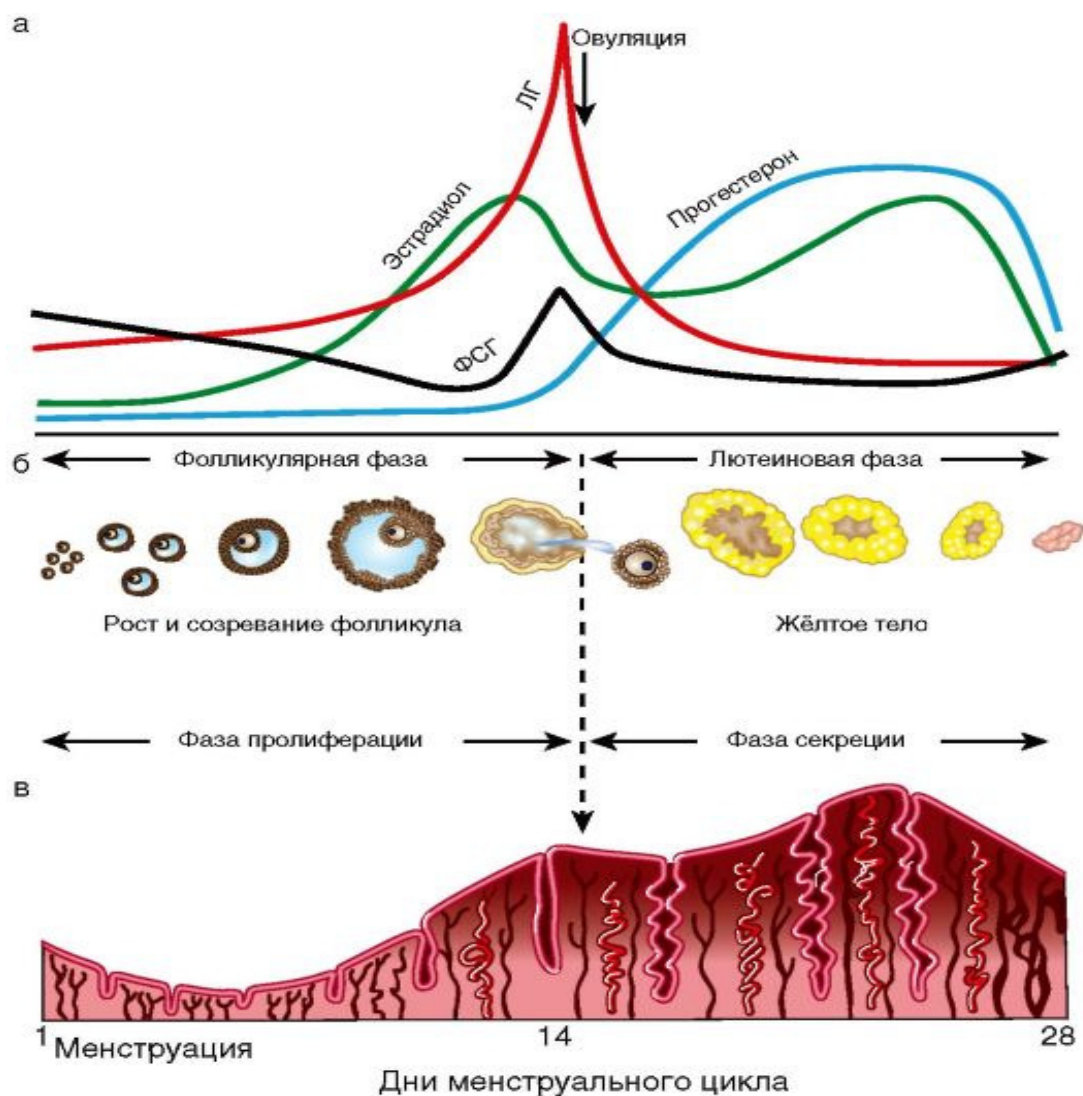 а
Овуляция
ЛГ
Эстрадиол
Прогестерон
ФСГ
б
Фолликулярная фаза
Лютеиновая фаза
Рост и созревание фолликула
Жёлтое тело
Фаза пролиферации
Фаза секреции
в
1
Менструация
14
28
Дни менструального цикла